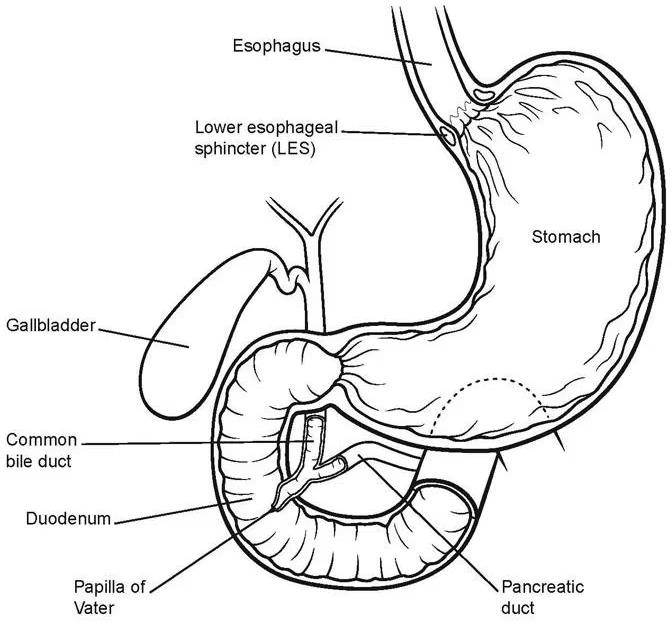 Esophagus
Lower esophageal
sphincter (LES)
Stomach
Gallbladder
Common
bile duct
Duodenum
Papilla of
Vater
Pancreatic
duct